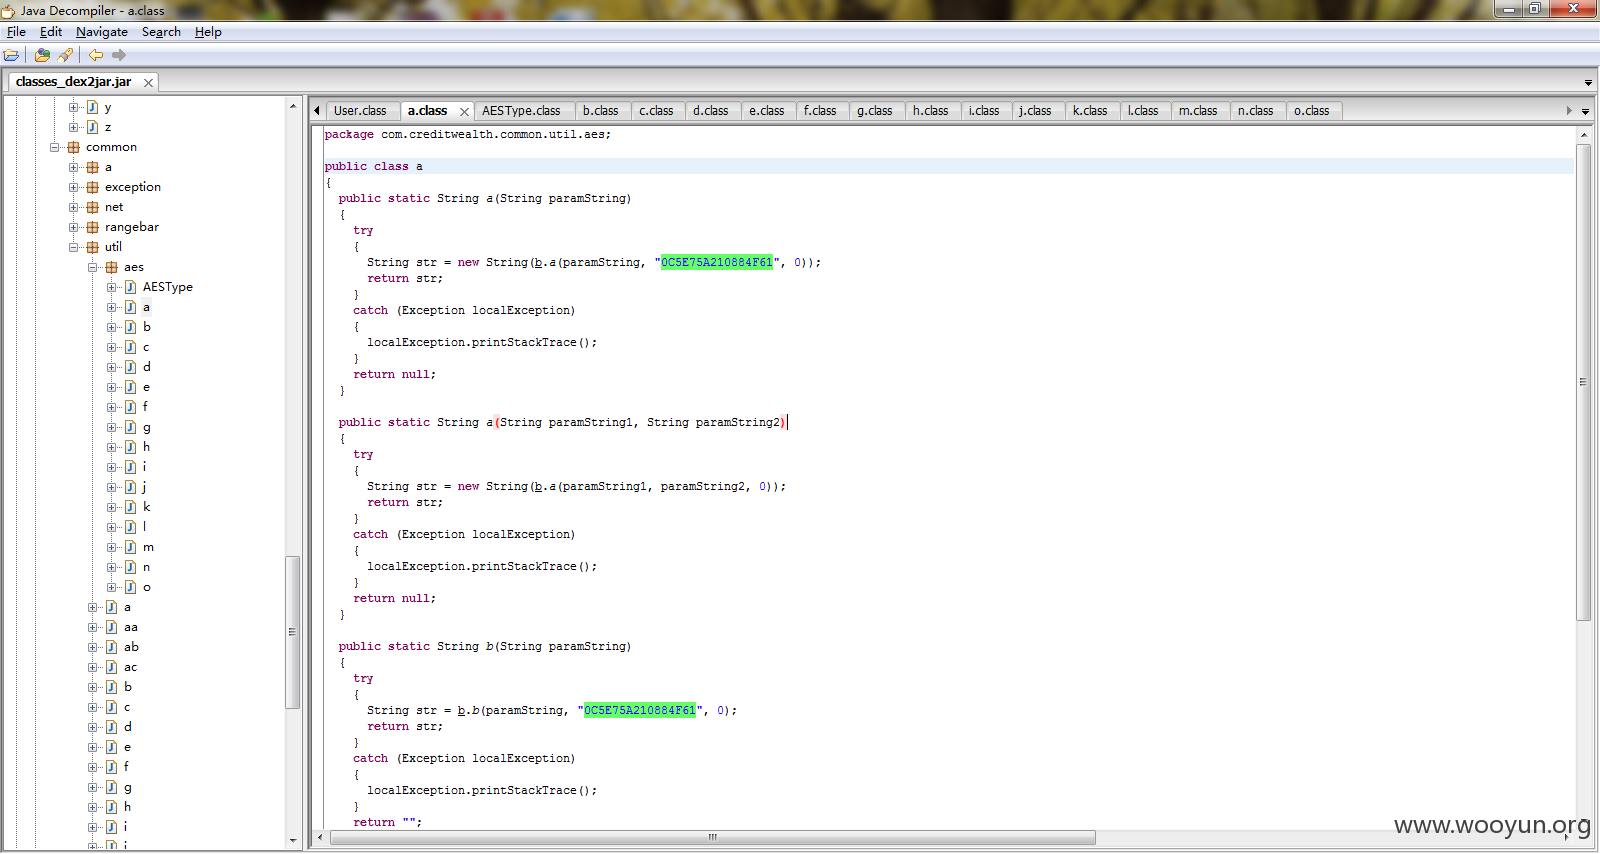 Java Decompiler - a.class
File Edit Navigate Search Help
classes_dex2jar.jar
y
z
common
a
exception
net
rangebar
util
aes
AESType
a
b
c
d
e
f
g
h
i
j
k
l
m
n
o
a
aa
ab
ac
b
c
d
e
f
g
h
i
i
User.class a.class AESType.class b.class c.class d.class e.class f.class g.class h.class i.class j.class k.class l.class m.class n.class o.class
package com.creditwealth.common.util.aes;
public class a
{
public static String a(String paramString)
{
try
{
String str = new String(b.a(paramString, "0C5E75A210884F61", 0));
return str;
}
catch (Exception localException)
{
localException.printStackTrace();
}
return null;
}
public static String a(String paramString1, String paramString2)
{
try
{
String str = new String(b.a(paramString1, paramString2, 0));
return str;
}
catch (Exception localException)
{
localException.printStackTrace();
}
return null;
}
public static String b(String paramString)
{
try
{
String str = b.b(paramString, "0C5E75A210884F61", 0);
return str;
}
catch (Exception localException)
{
localException.printStackTrace();
}
return "";
www.wooyun.org